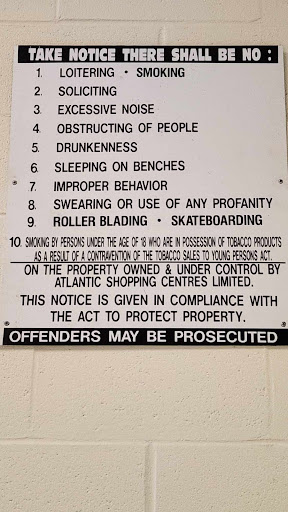 TAKE NOTICE THERE SHALL BE NO :
1. LOITERING • SMOKING
2. SOLICITING
3. EXCESSIVE NOISE
4. OBSTRUCTING OF PEOPLE
5. DRUNKENNESS
6. SLEEPING ON BENCHES
7. IMPROPER BEHAVIOR
8. SWEARING OR USE OF ANY PROFANITY
9. ROLLER BLADING • SKATEBOARDING
10. SMOKING BY PERSONS UNDER THE AGE OF 18 WHO ARE IN POSSESSION OF TOBACCO PRODUCTS
AS A RESULT OF A CONTRAVENTION OF THE TOBACCO SALES TO YOUNG PERSONS ACT.
ON THE PROPERTY OWNED & UNDER CONTROL BY
ATLANTIC SHOPPING CENTRES LIMITED.
THIS NOTICE IS GIVEN IN COMPLIANCE WITH
THE ACT TO PROTECT PROPERTY.
OFFENDERS MAY BE PROSECUTED